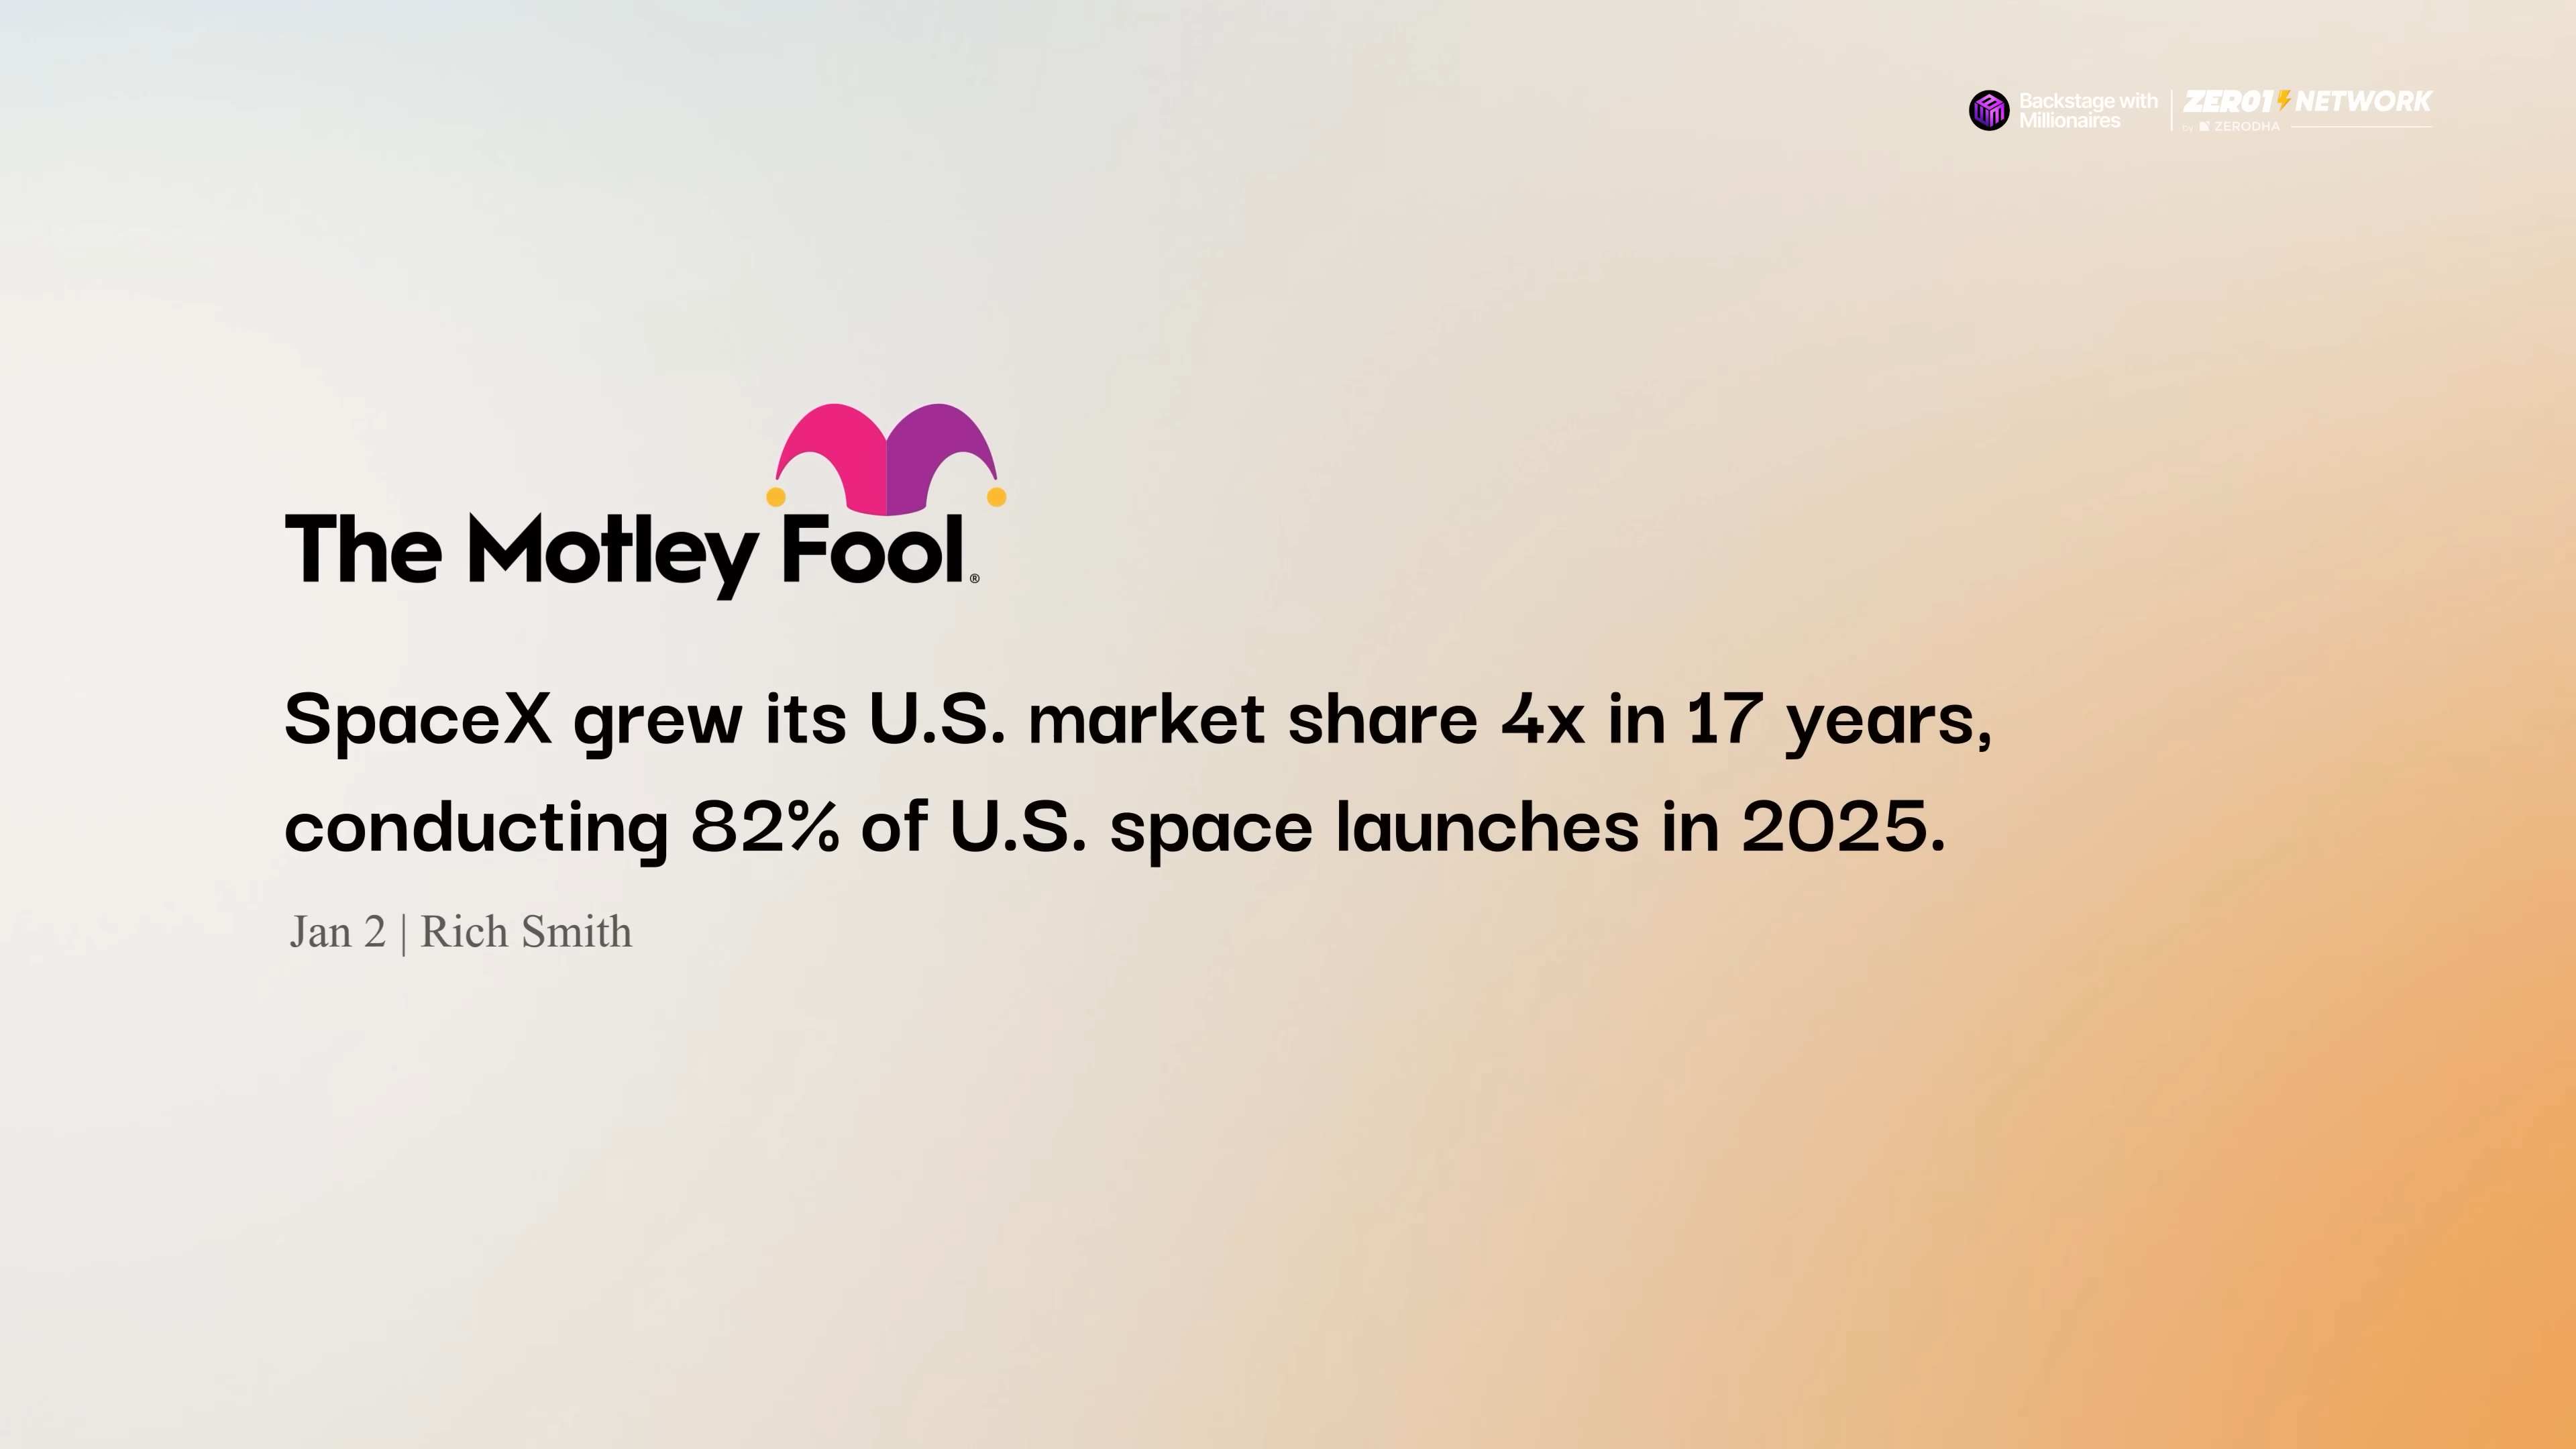 Backstage with
Millionaires
ZERO1 NETWORK
by ZERODHA
The Motley Fool®
SpaceX grew its U.S. market share 4x in 17 years,
conducting 82% of U.S. space launches in 2025.
Jan 2 | Rich Smith